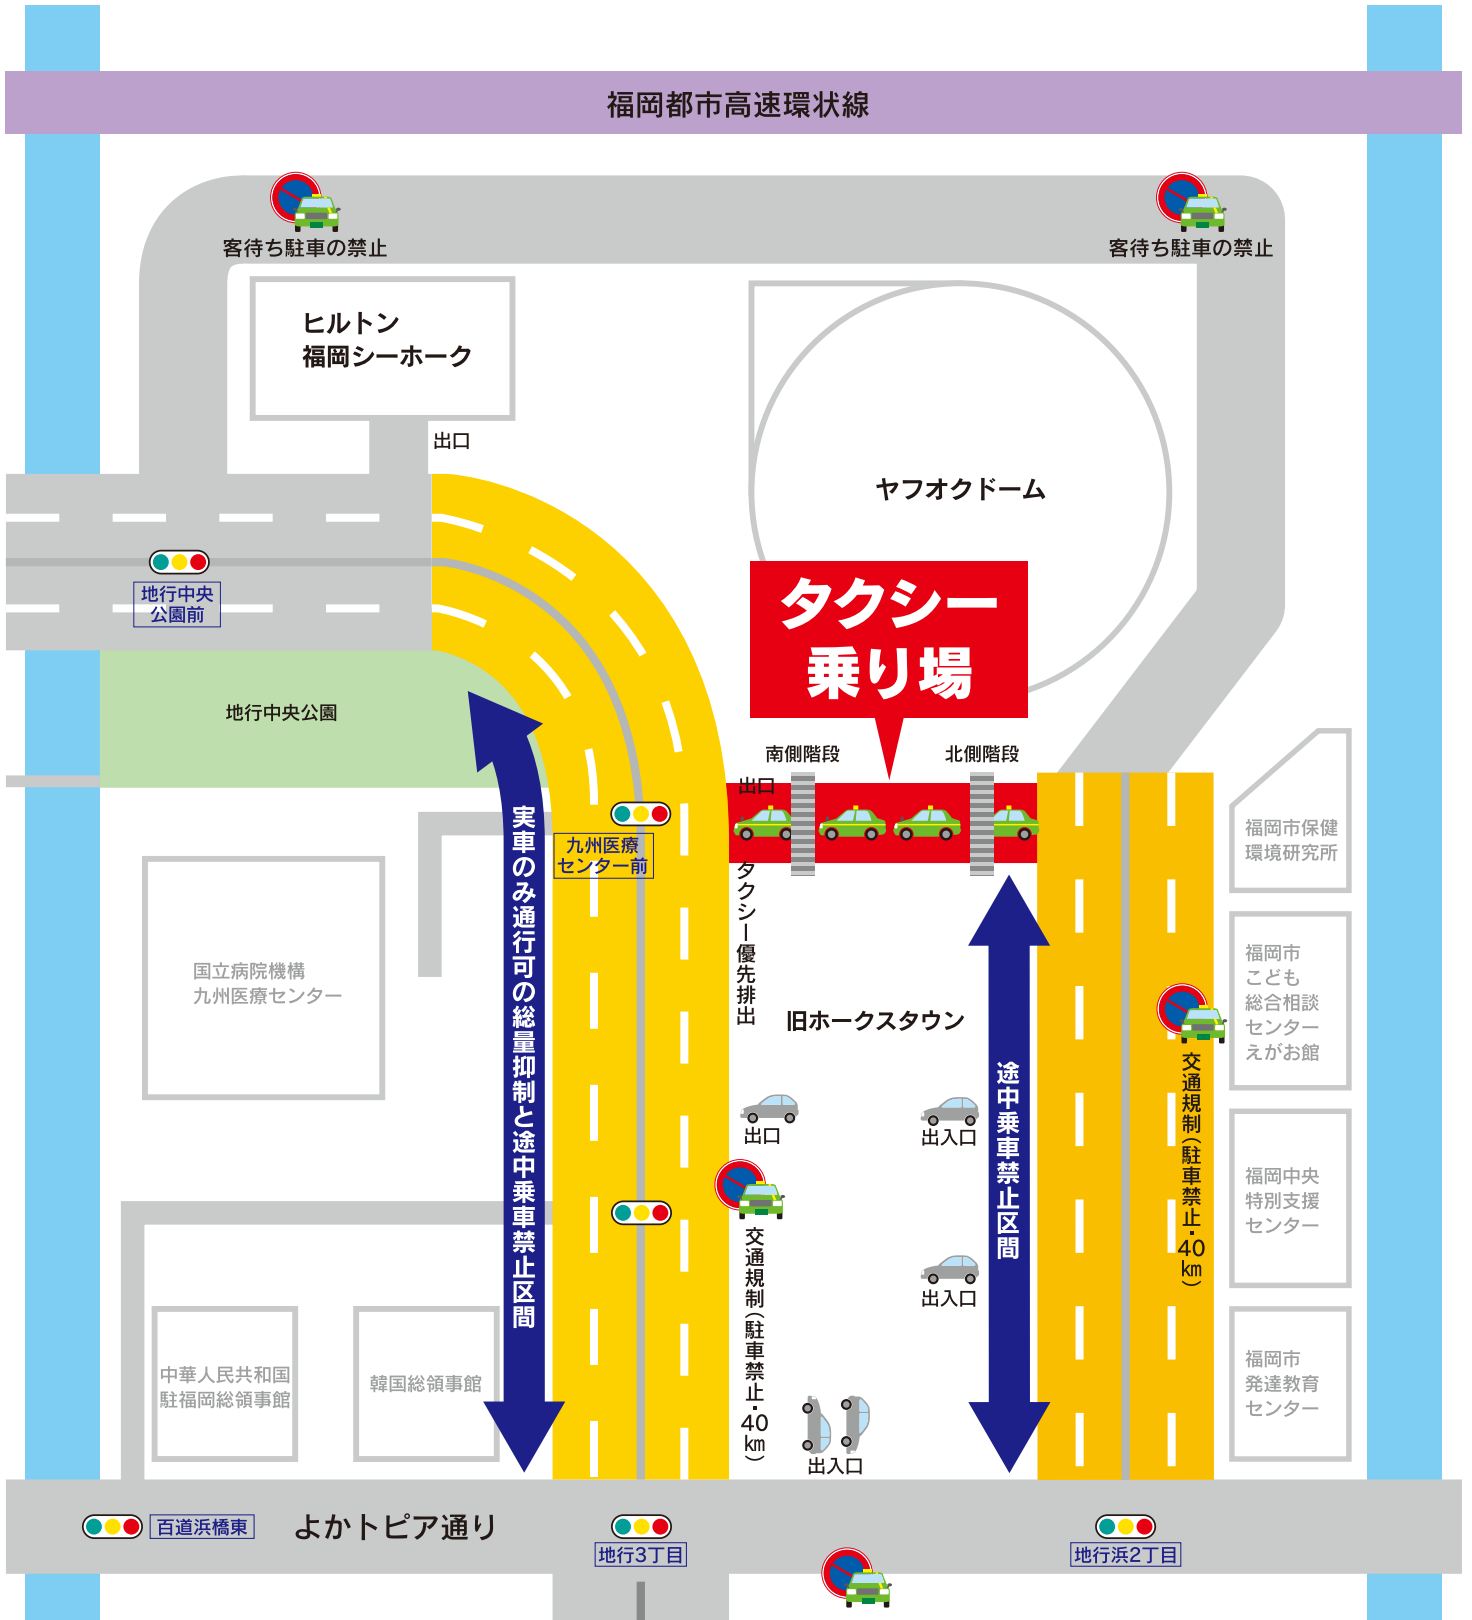 福岡都市高速環状線
客待ち駐車の禁止
客待ち駐車の禁止
ヒルトン
福岡シーホーク
出口
ヤフオクドーム
地行中央
公園前
タクシー
乗り場
地行中央公園
南側階段
北側階段
出口
九州医療
センター前
タクシー優先排出
実車のみ通行可の総量抑制と途中乗車禁止区間
福岡市保健
環境研究所
国立病院機構
九州医療センター
旧ホークスタウン
途中乗車禁止区間
福岡市
こども
総合相談
センター
えがお館
交通規制(駐車禁止・40km)
出口
出入口
福岡中央
特別支援
センター
交通規制(駐車禁止・40km)
出入口
中華人民共和国
駐福岡総領事館
韓国総領事館
福岡市
発達教育
センター
出入口
百道浜橋東
よかトピア通り
地行3丁目
地行浜2丁目